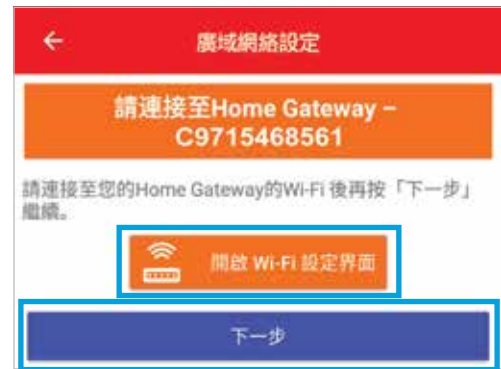 廣域網絡設定
請連接至Home Gateway –
C9715468561
請連接至您的Home Gateway的Wi-Fi 後再按「下一步」
繼續。
開啟 Wi-Fi 設定界面
下一步